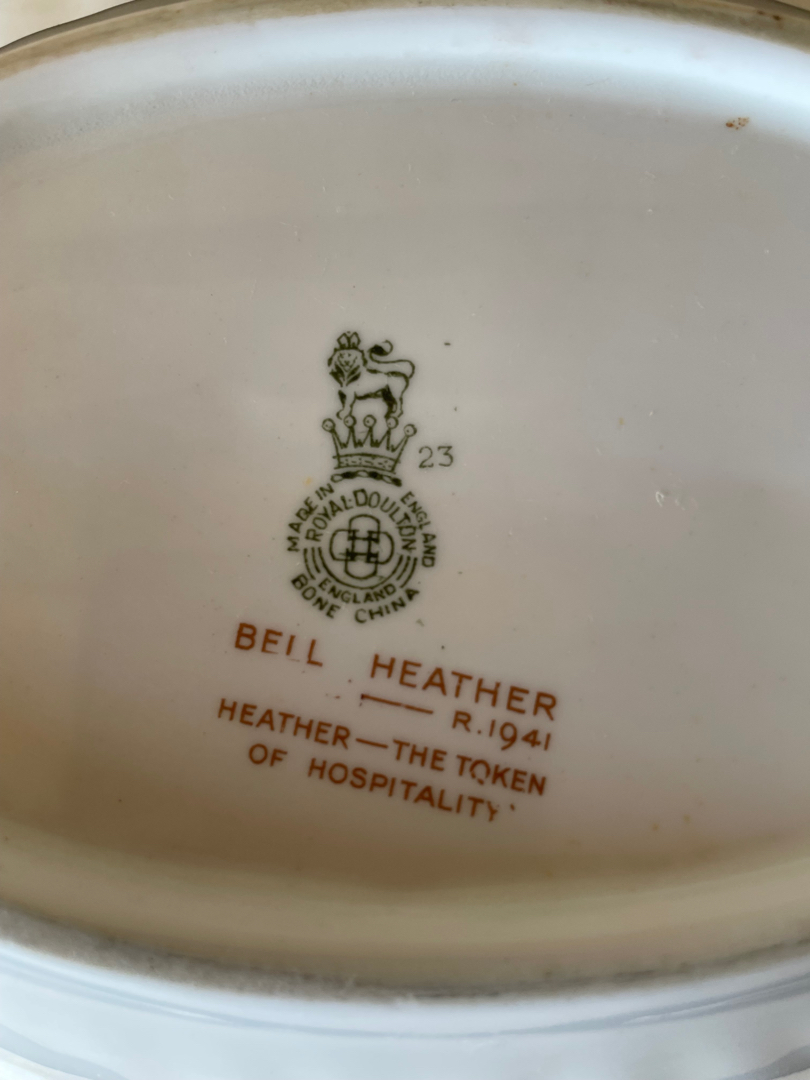 23
MADE IN ENGLAND
ROYAL·DOULTON
ENGLAND
BONE CHINA
BELL HEATHER
R.1941
HEATHER—THE TOKEN
OF HOSPITALITY